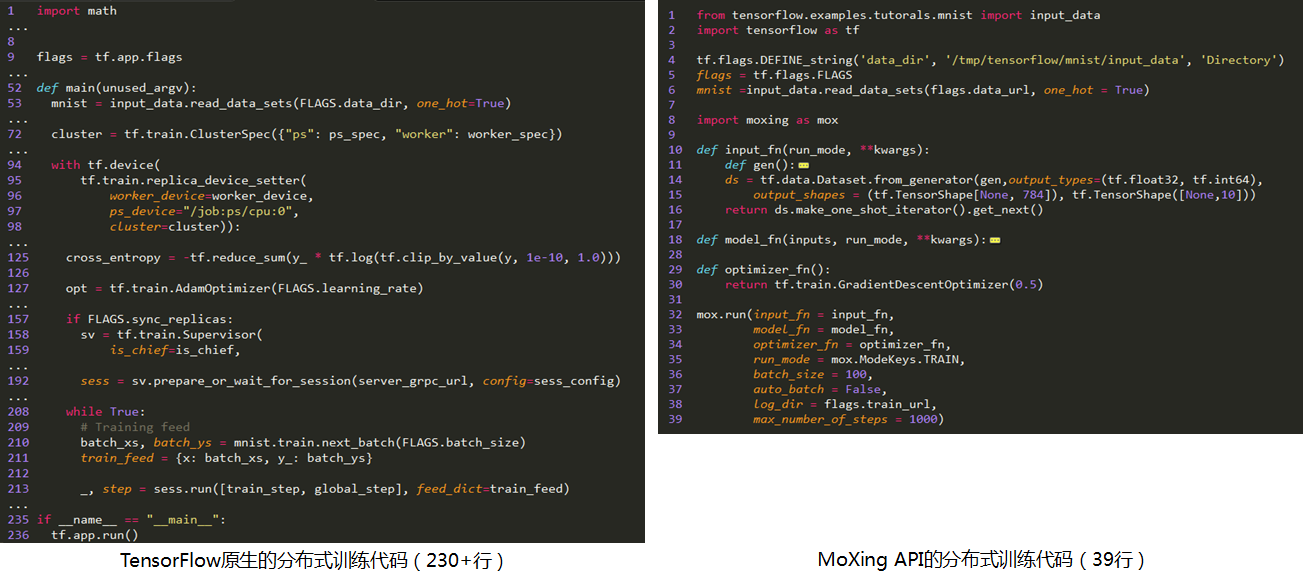 1 import math
...
8
9 flags = tf.app.flags
...
52 def main(unused_argv):
53 mnist = input_data.read_data_sets(FLAGS.data_dir, one_hot=True)
...
72 cluster = tf.train.ClusterSpec({"ps": ps_spec, "worker": worker_spec})
...
94 with tf.device(
95 tf.train.replica_device_setter(
96 worker_device=worker_device,
97 ps_device="/job:ps/cpu:0",
98 cluster=cluster)):
...
125 cross_entropy = -tf.reduce_sum(y_ * tf.log(tf.clip_by_value(y, 1e-10, 1.0)))
126
127 opt = tf.train.AdamOptimizer(FLAGS.learning_rate)
...
157 if FLAGS.sync_replicas:
158 sv = tf.train.Supervisor(
159 is_chief=is_chief,
...
192 sess = sv.prepare_or_wait_for_session(server_grpc_url, config=sess_config)
...
208 while True:
209 # Training feed
210 batch_xs, batch_ys = mnist.train.next_batch(FLAGS.batch_size)
211 train_feed = {x: batch_xs, y_: batch_ys}
212
213 _, step = sess.run([train_step, global_step], feed_dict=train_feed)
...
235 if __name__ == "__main__":
236 tf.app.run()
TensorFlow原生的分布式训练代码（230+行）
1 from tensorflow.examples.tutorals.mnist import input_data
2 import tensorflow as tf
3
4 tf.flags.DEFINE_string('data_dir', '/tmp/tensorflow/mnist/input_data', 'Directory')
5 flags = tf.flags.FLAGS
6 mnist =input_data.read_data_sets(flags.data_url, one_hot = True)
7
8 import moxing as mox
9
10 def input_fn(run_mode, **kwargs):
11 def gen():
14 ds = tf.data.Dataset.from_generator(gen,output_types=(tf.float32, tf.int64),
15 output_shapes = (tf.TensorShape[None, 784]), tf.TensorShape([None,10]))
16 return ds.make_one_shot_iterator().get_next()
17
18 def model_fn(inputs, run_mode, **kwargs):
28
29 def optimizer_fn():
30 return tf.train.GradientDescentOptimizer(0.5)
31
32 mox.run(input_fn = input_fn,
33 model_fn = model_fn,
34 optimizer_fn = optimizer_fn,
35 run_mode = mox.ModeKeys.TRAIN,
36 batch_size = 100,
37 auto_batch = False,
38 log_dir = flags.train_url,
39 max_number_of_steps = 1000)
MoXing API的分布式训练代码（39行）